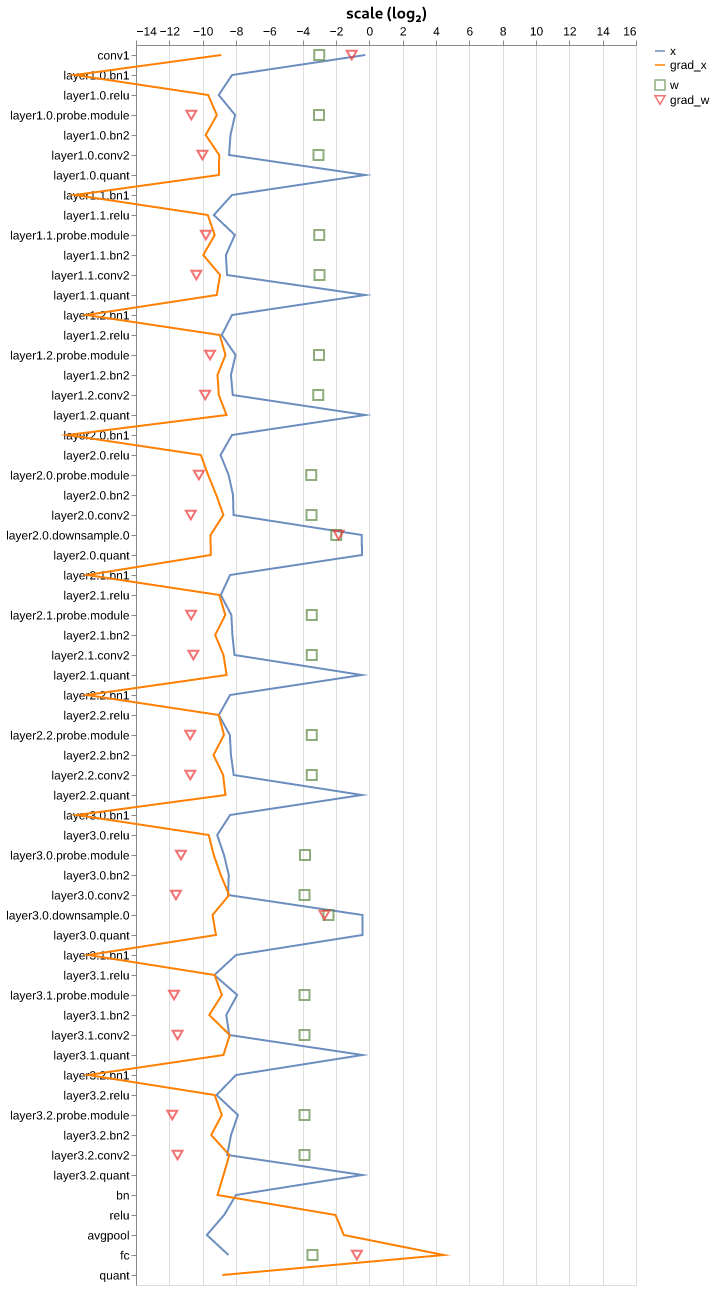 scale (log₂)
−14 −12 −10 −8 −6 −4 −2 0 2 4 6 8 10 12 14 16
x
grad_x
w
grad_w
conv1
layer1.0.bn1
layer1.0.relu
layer1.0.probe.module
layer1.0.bn2
layer1.0.conv2
layer1.0.quant
layer1.1.bn1
layer1.1.relu
layer1.1.probe.module
layer1.1.bn2
layer1.1.conv2
layer1.1.quant
layer1.2.bn1
layer1.2.relu
layer1.2.probe.module
layer1.2.bn2
layer1.2.conv2
layer1.2.quant
layer2.0.bn1
layer2.0.relu
layer2.0.probe.module
layer2.0.bn2
layer2.0.conv2
layer2.0.downsample.0
layer2.0.quant
layer2.1.bn1
layer2.1.relu
layer2.1.probe.module
layer2.1.bn2
layer2.1.conv2
layer2.1.quant
layer2.2.bn1
layer2.2.relu
layer2.2.probe.module
layer2.2.bn2
layer2.2.conv2
layer2.2.quant
layer3.0.bn1
layer3.0.relu
layer3.0.probe.module
layer3.0.bn2
layer3.0.conv2
layer3.0.downsample.0
layer3.0.quant
layer3.1.bn1
layer3.1.relu
layer3.1.probe.module
layer3.1.bn2
layer3.1.conv2
layer3.1.quant
layer3.2.bn1
layer3.2.relu
layer3.2.probe.module
layer3.2.bn2
layer3.2.conv2
layer3.2.quant
bn
relu
avgpool
fc
quant